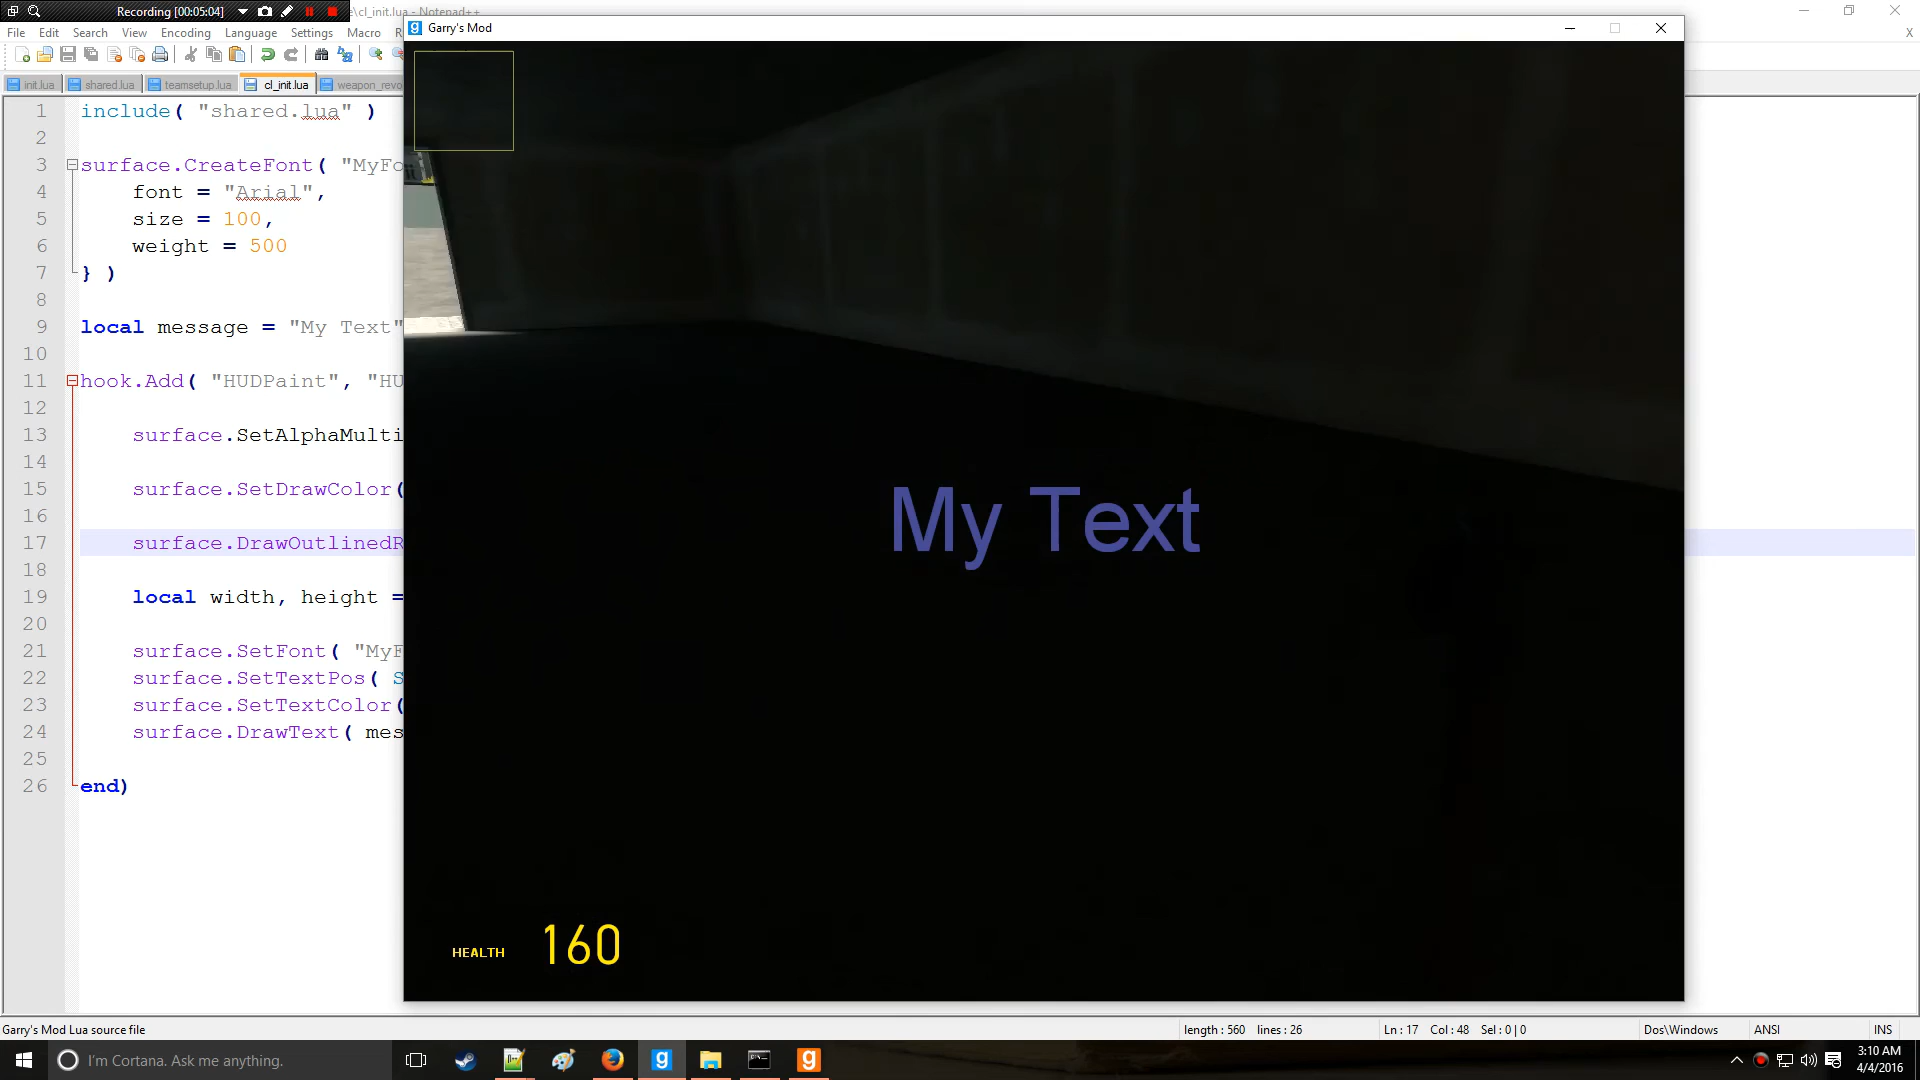 Recording [00:05:04]
\cl_init.lua - Notepad++
Garry's Mod
File Edit Search View Encoding Language Settings Macro R
init.lua shared.lua teamsetup.lua cl_init.lua weapon_revo
1 include( "shared.lua" )
2
3 surface.CreateFont( "MyFo
4 font = "Arial",
5 size = 100,
6 weight = 500
7 } )
8
9 local message = "My Text"
10
11 hook.Add( "HUDPaint", "HU
12
13 surface.SetAlphaMulti
14
15 surface.SetDrawColor(
16
17 surface.DrawOutlinedR
18
19 local width, height =
20
21 surface.SetFont( "MyF
22 surface.SetTextPos( S
23 surface.SetTextColor(
24 surface.DrawText( mes
25
26 end)
My Text
HEALTH 160
Garry's Mod Lua source file length : 560 lines : 26 Ln : 17 Col : 48 Sel : 0 | 0 Dos\Windows ANSI INS
I'm Cortana. Ask me anything.
3:10 AM
4/4/2016